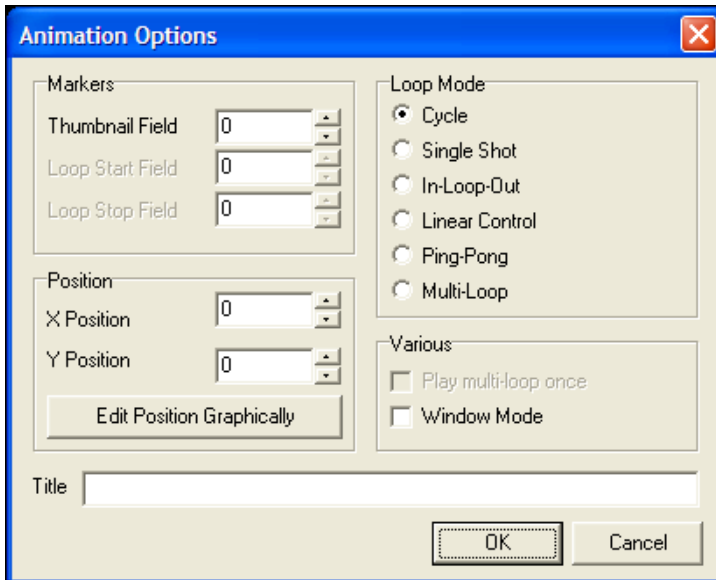 Animation Options
Markers
Thumbnail Field 0
Loop Start Field 0
Loop Stop Field 0
Position
X Position 0
Y Position 0
Edit Position Graphically
Loop Mode
Cycle
Single Shot
In-Loop-Out
Linear Control
Ping-Pong
Multi-Loop
Various
Play multi-loop once
Window Mode
Title
OK Cancel